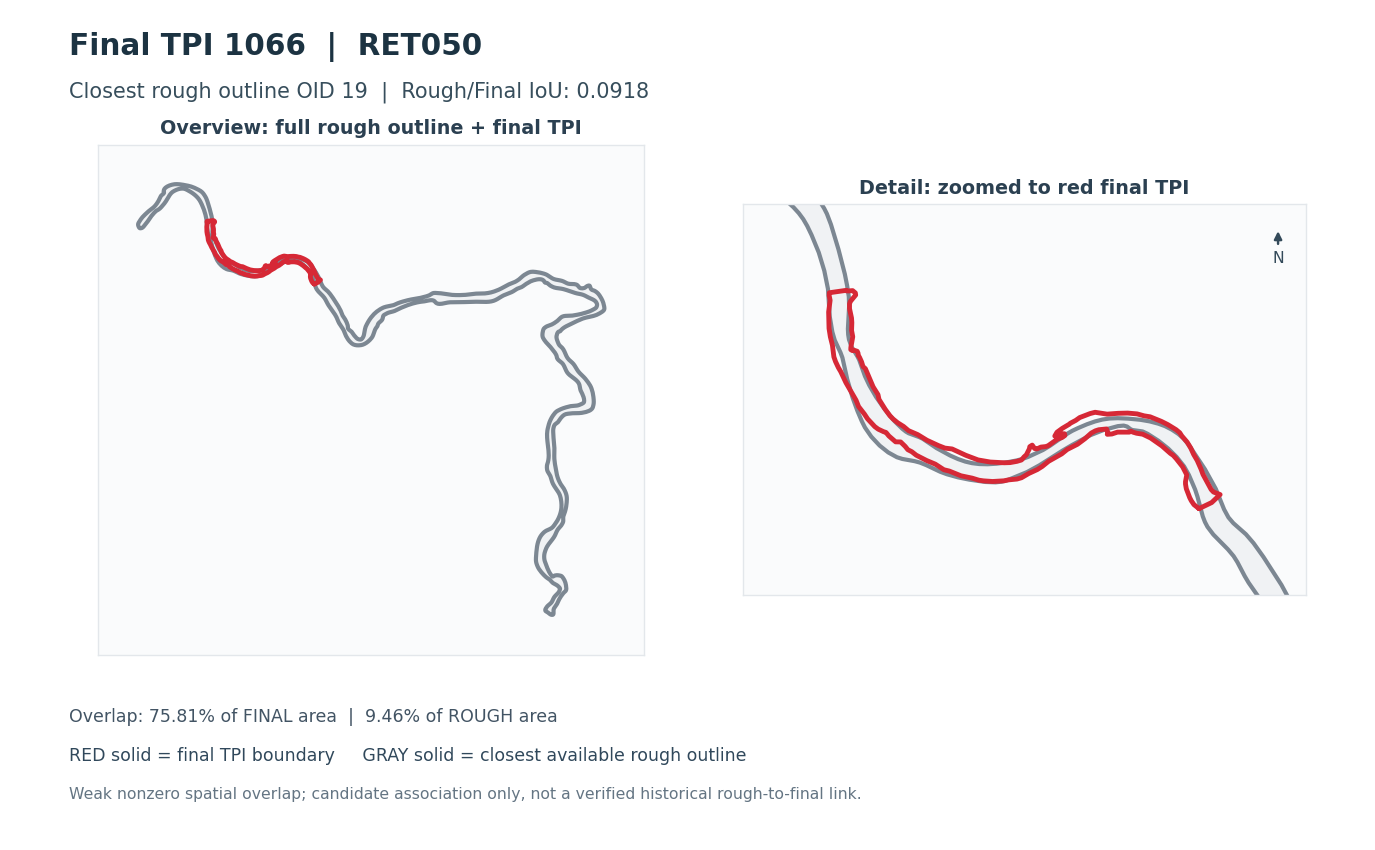 Final TPI 1066  |  RET050
Closest rough outline OID 19  |  Rough/Final IoU: 0.0918
Overview: full rough outline + final TPI
Detail: zoomed to red final TPI
N
Overlap: 75.81% of FINAL area  |  9.46% of ROUGH area
RED solid = final TPI boundary     GRAY solid = closest available rough outline
Weak nonzero spatial overlap; candidate association only, not a verified historical rough-to-final link.